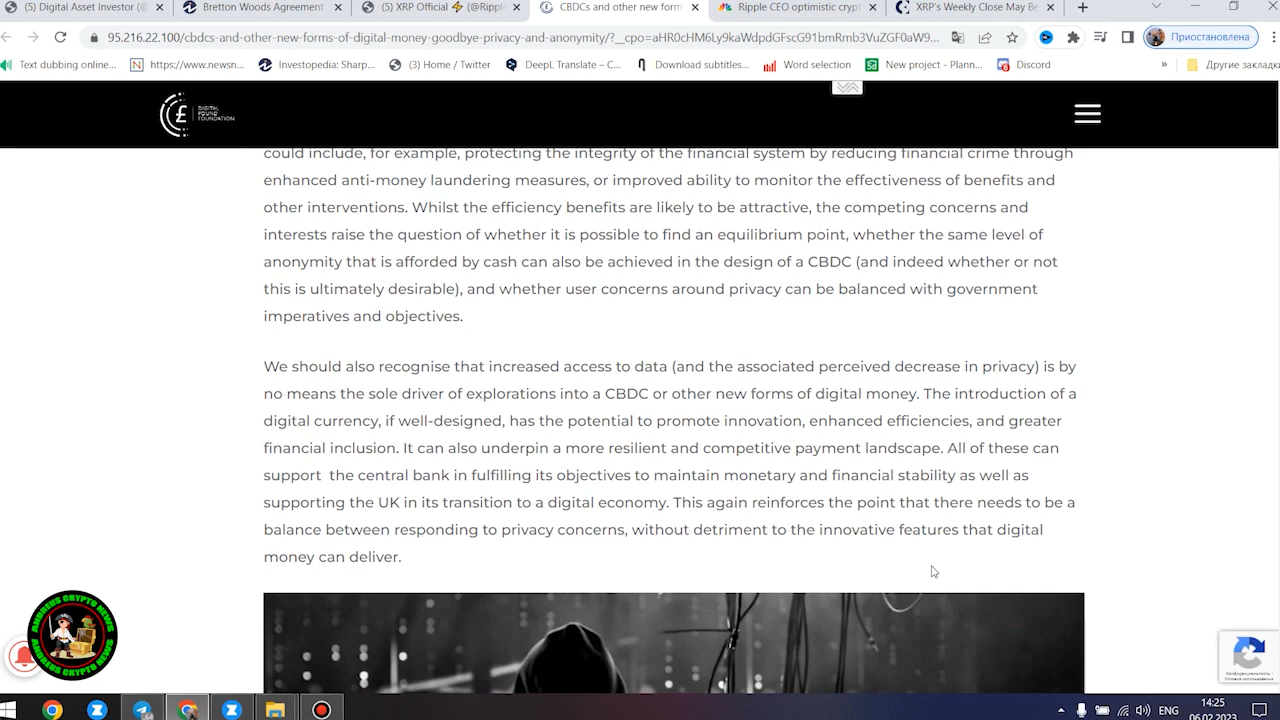 (5) Digital Asset Investor (@
Bretton Woods Agreement
(5) XRP Official ⚡ (@Ripple
CBDCs and other new form
Ripple CEO optimistic crypt
XRP's Weekly Close May Be
95.216.22.100/cbdcs-and-other-new-forms-of-digital-money-goodbye-privacy-and-anonymity/?__cpo=aHR0cHM6Ly9kaWdpdGFscG91bmRmb3VuZGF0aW9...
Приостановлена
Text dubbing online...
https://www.newsn...
Investopedia: Sharp...
(3) Home / Twitter
DeepL Translate – C...
Download subtitles...
Word selection
New project - Plann...
Discord
»
Другие закладки
DIGITAL
POUND
FOUNDATION
could include, for example, protecting the integrity of the financial system by reducing financial crime through
enhanced anti-money laundering measures, or improved ability to monitor the effectiveness of benefits and
other interventions. Whilst the efficiency benefits are likely to be attractive, the competing concerns and
interests raise the question of whether it is possible to find an equilibrium point, whether the same level of
anonymity that is afforded by cash can also be achieved in the design of a CBDC (and indeed whether or not
this is ultimately desirable), and whether user concerns around privacy can be balanced with government
imperatives and objectives.
We should also recognise that increased access to data (and the associated perceived decrease in privacy) is by
no means the sole driver of explorations into a CBDC or other new forms of digital money. The introduction of a
digital currency, if well-designed, has the potential to promote innovation, enhanced efficiencies, and greater
financial inclusion. It can also underpin a more resilient and competitive payment landscape. All of these can
support the central bank in fulfilling its objectives to maintain monetary and financial stability as well as
supporting the UK in its transition to a digital economy. This again reinforces the point that there needs to be a
balance between responding to privacy concerns, without detriment to the innovative features that digital
money can deliver.
ANDREUS CRYPTO NEWS
ANDREUS CRYPTO NEWS
Конфиденциальность -
Условия использования
ENG
14:25
06.02.2023